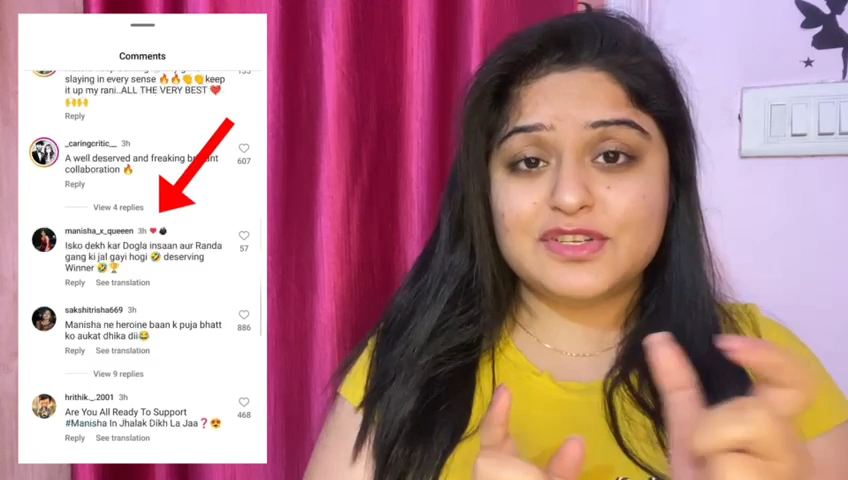 Comments
slaying in every sense 🔥🔥👏👏keep
it up my rani..ALL THE VERY BEST ❤️
🙌🙌
Reply
_caringcritic__ 3h
A well deserved and freaking
collaboration 🔥
607
Reply
View 4 replies
manisha_x_queeen 3h ❤️💣
Isko dekh kar Dogla insaan aur Randa
gang ki jal gayi hogi 🤣 deserving
Winner 🤣🏆
57
Reply See translation
sakshitrisha669 3h
Manisha ne heroine baan k puja bhatt
ko aukat dhika dii😂
886
Reply See translation
View 9 replies
hrithik._.2001 3h
Are You All Ready To Support
#Manisha In Jhalak Dikh La Jaa❓😍
468
Reply See translation